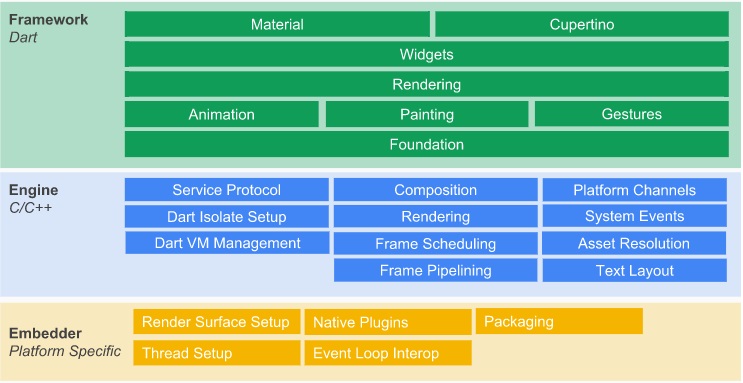 Framework
Dart
Material
Cupertino
Widgets
Rendering
Animation
Painting
Gestures
Foundation
Engine
C/C++
Service Protocol
Composition
Platform Channels
Dart Isolate Setup
Rendering
System Events
Dart VM Management
Frame Scheduling
Asset Resolution
Frame Pipelining
Text Layout
Embedder
Platform Specific
Render Surface Setup
Native Plugins
Packaging
Thread Setup
Event Loop Interop